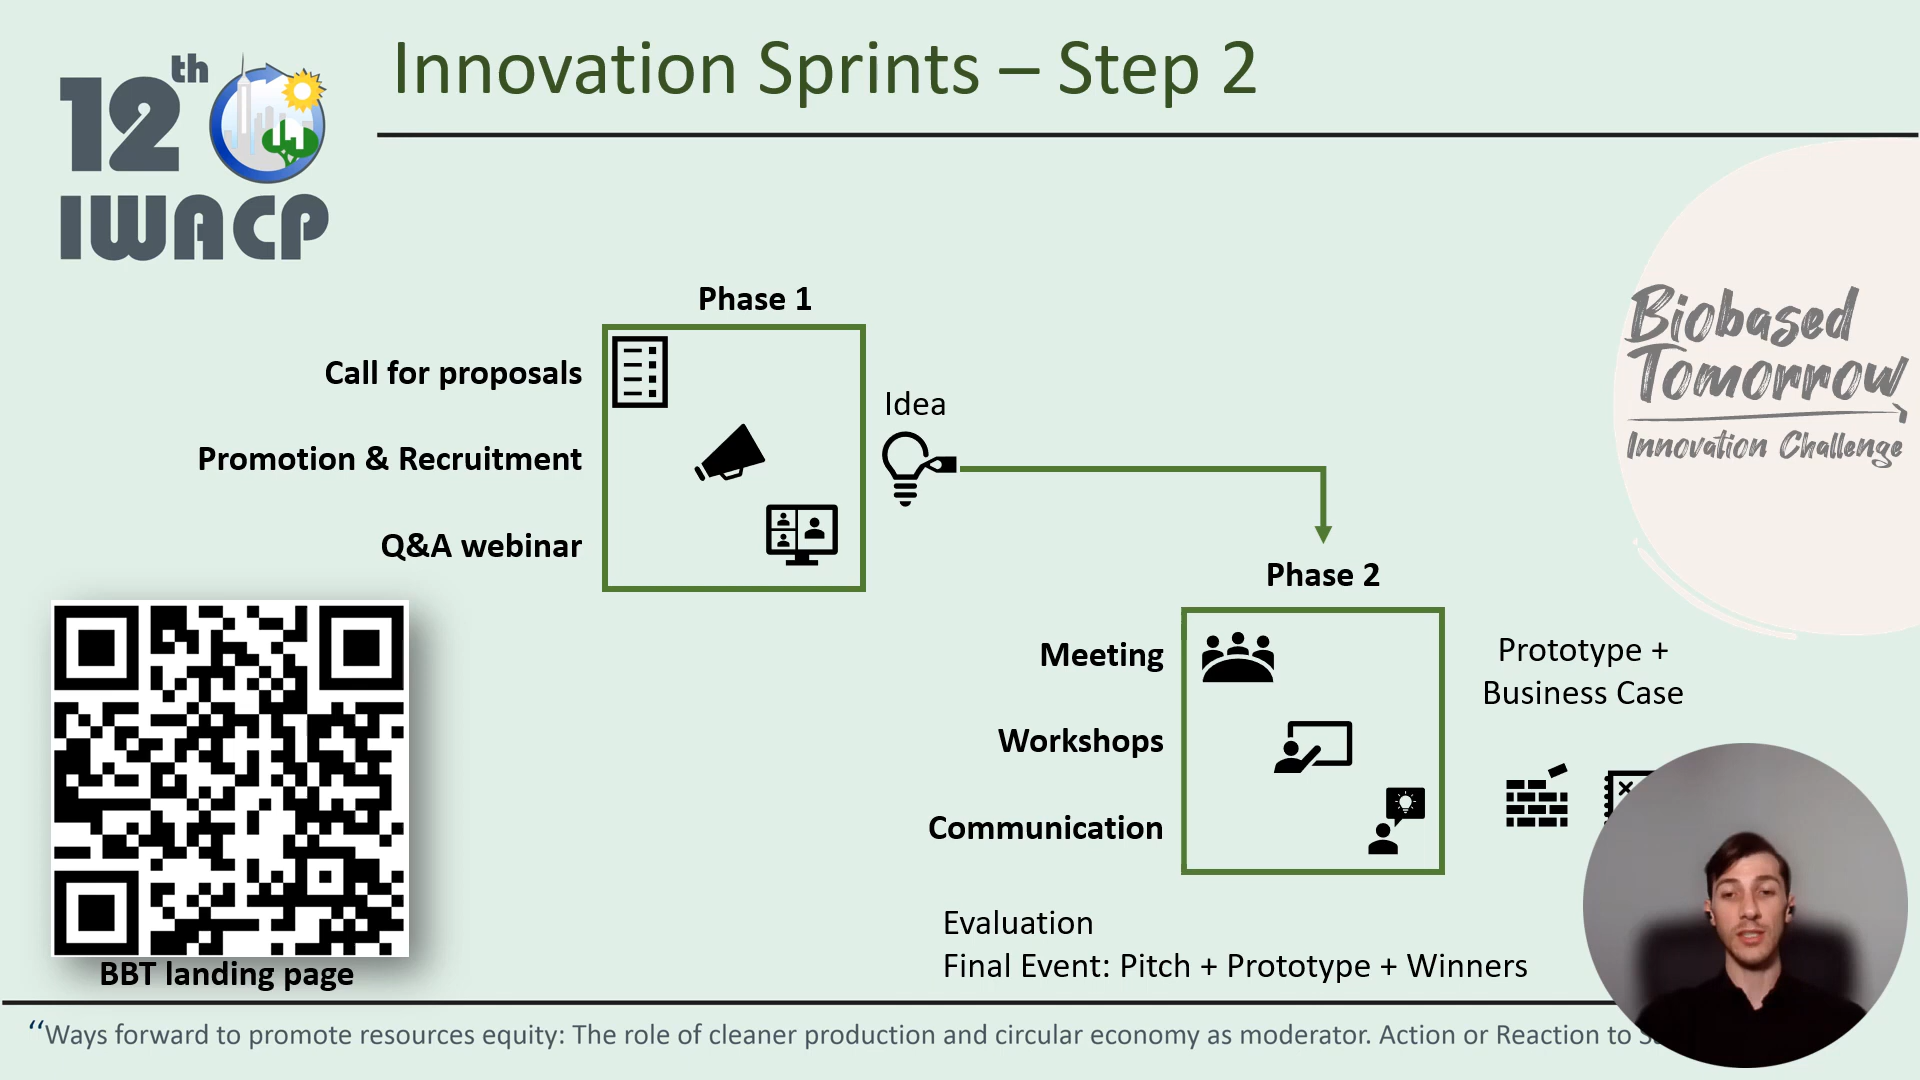 12th
IWACP
Innovation Sprints – Step 2
Biobased
Tomorrow
Innovation Challenge
Phase 1
Call for proposals
Promotion & Recruitment
Q&A webinar
Idea
Phase 2
Meeting
Workshops
Communication
Prototype +
Business Case
Evaluation
Final Event: Pitch + Prototype + Winners
BBT landing page
“Ways forward to promote resources equity: The role of cleaner production and circular economy as moderator. Action or Reaction to